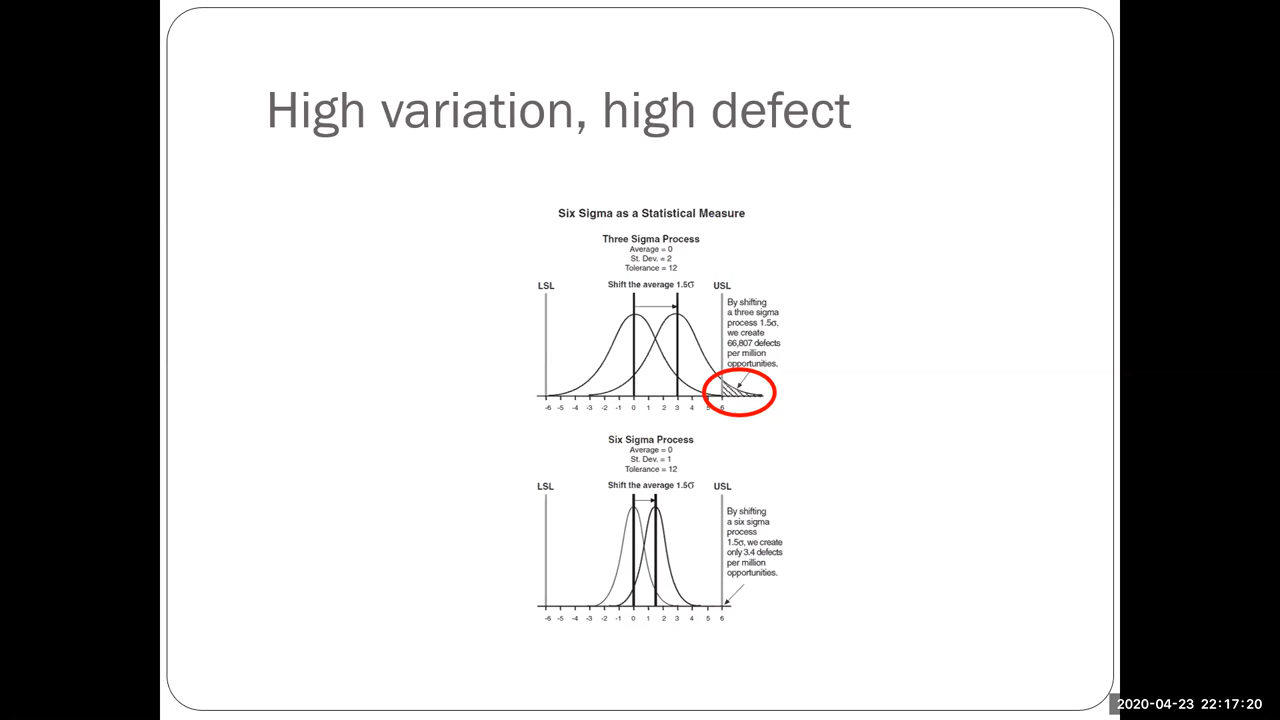 High variation, high defect
Six Sigma as a Statistical Measure
Three Sigma Process
Average = 0
St. Dev. = 2
Tolerance = 12
LSL
Shift the average 1.5σ
USL
By shifting
a three sigma
process 1.5σ,
we create
66,807 defects
per million
opportunities.
-6 -5 -4 -3 -2 -1 0 1 2 3 4 5 6
Six Sigma Process
Average = 0
St. Dev. = 1
Tolerance = 12
LSL
Shift the average 1.5σ
USL
By shifting
a six sigma
process
1.5σ, we create
only 3.4 defects
per million
opportunities.
-6 -5 -4 -3 -2 -1 0 1 2 3 4 5 6
2020-04-23 22:17:20